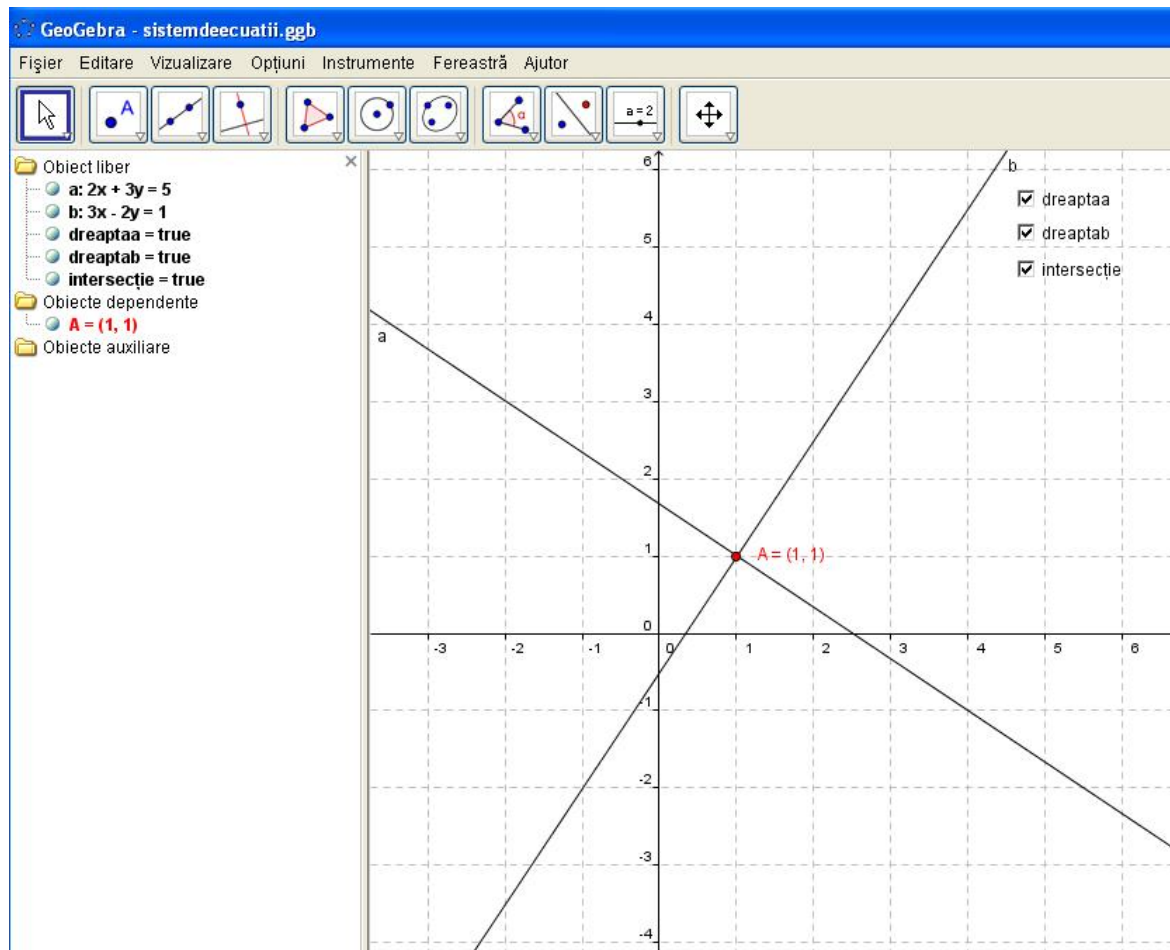 GeoGebra - sistemdeecuatii.ggb
Fişier Editare Vizualizare Opţiuni Instrumente Fereastră Ajutor
A
α
a=2
Obiect liber
a: 2x + 3y = 5
b: 3x - 2y = 1
dreaptaa = true
dreaptab = true
intersecţie = true
Obiecte dependente
A = (1, 1)
Obiecte auxiliare
6
b
dreaptaa
5
dreaptab
intersecţie
4
a
3
2
1
A = (1, 1)
0
-3 -2 -1 0 1 2 3 4 5 6
-1
-2
-3
-4